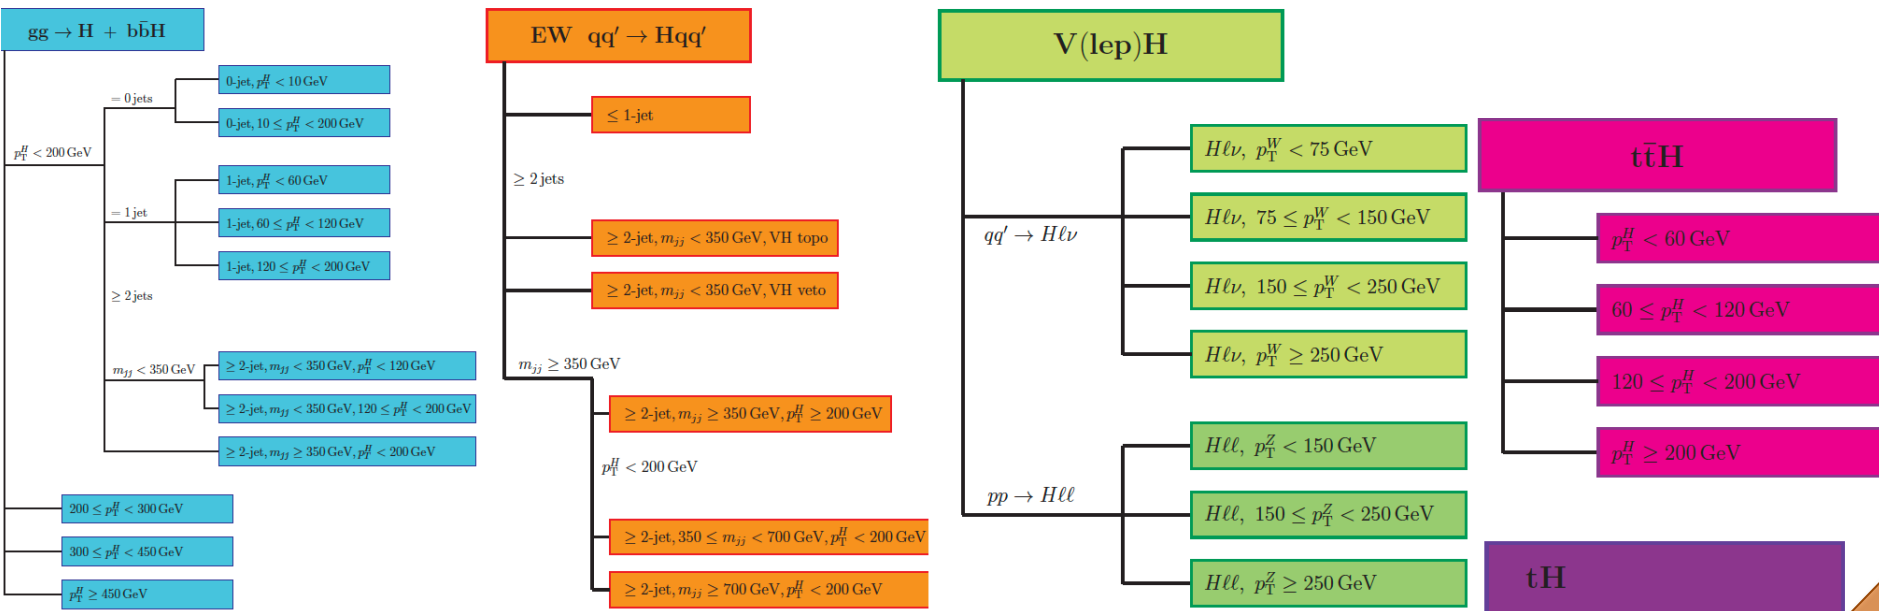 gg → H + bb̄H
0-jet, p_T^H < 10 GeV
= 0 jets
0-jet, 10 ≤ p_T^H < 200 GeV
p_T^H < 200 GeV
1-jet, p_T^H < 60 GeV
= 1 jet
1-jet, 60 ≤ p_T^H < 120 GeV
1-jet, 120 ≤ p_T^H < 200 GeV
≥ 2 jets
m_jj < 350 GeV
≥ 2-jet, m_jj < 350 GeV, p_T^H < 120 GeV
≥ 2-jet, m_jj < 350 GeV, 120 ≤ p_T^H < 200 GeV
≥ 2-jet, m_jj ≥ 350 GeV, p_T^H < 200 GeV
200 ≤ p_T^H < 300 GeV
300 ≤ p_T^H < 450 GeV
p_T^H ≥ 450 GeV
EW qq′ → Hqq′
≤ 1-jet
≥ 2 jets
≥ 2-jet, m_jj < 350 GeV, VH topo
≥ 2-jet, m_jj < 350 GeV, VH veto
m_jj ≥ 350 GeV
≥ 2-jet, m_jj ≥ 350 GeV, p_T^H ≥ 200 GeV
p_T^H < 200 GeV
≥ 2-jet, 350 ≤ m_jj < 700 GeV, p_T^H < 200 GeV
≥ 2-jet, m_jj ≥ 700 GeV, p_T^H < 200 GeV
V(lep)H
Hℓν, p_T^W < 75 GeV
Hℓν, 75 ≤ p_T^W < 150 GeV
qq′ → Hℓν
Hℓν, 150 ≤ p_T^W < 250 GeV
Hℓν, p_T^W ≥ 250 GeV
Hℓℓ, p_T^Z < 150 GeV
pp → Hℓℓ
Hℓℓ, 150 ≤ p_T^Z < 250 GeV
Hℓℓ, p_T^Z ≥ 250 GeV
tt̄H
p_T^H < 60 GeV
60 ≤ p_T^H < 120 GeV
120 ≤ p_T^H < 200 GeV
p_T^H ≥ 200 GeV
tH